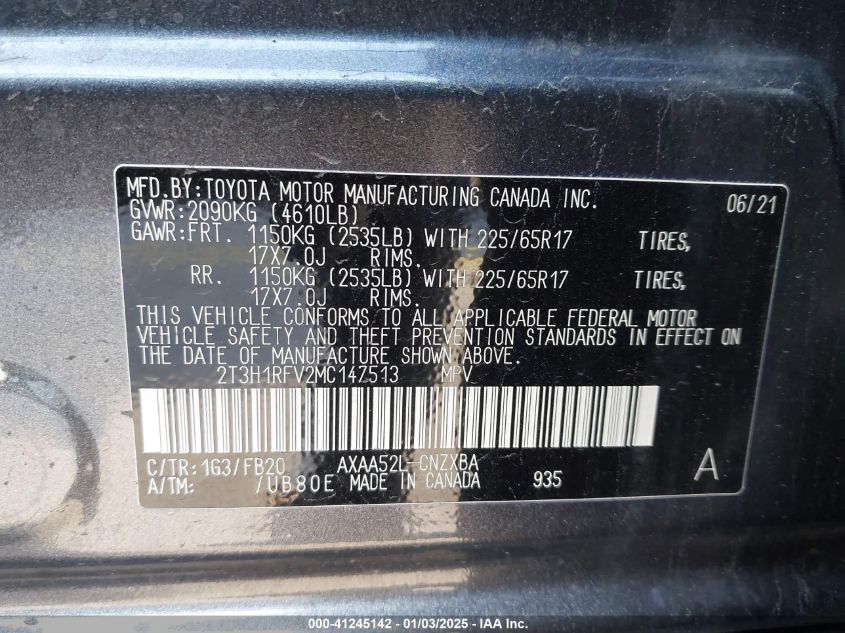 MFD.BY:TOYOTA MOTOR MANUFACTURING CANADA INC. 06/21
GVWR:2090KG (4610LB)
GAWR:FRT. 1150KG (2535LB) WITH 225/65R17 TIRES,
17X7.0J RIMS.
RR. 1150KG (2535LB) WITH 225/65R17 TIRES,
17X7.0J RIMS.
THIS VEHICLE CONFORMS TO ALL APPLICABLE FEDERAL MOTOR
VEHICLE SAFETY AND THEFT PREVENTION STANDARDS IN EFFECT ON
THE DATE OF MANUFACTURE SHOWN ABOVE.
2T3H1RFV2MC147513 MPV
C/TR:1G3/FB20 AXAA52L-CNZXBA
A/TM: /UB80E MADE IN CANADA 935 A
000-41245142 - 01/03/2025 - IAA Inc.